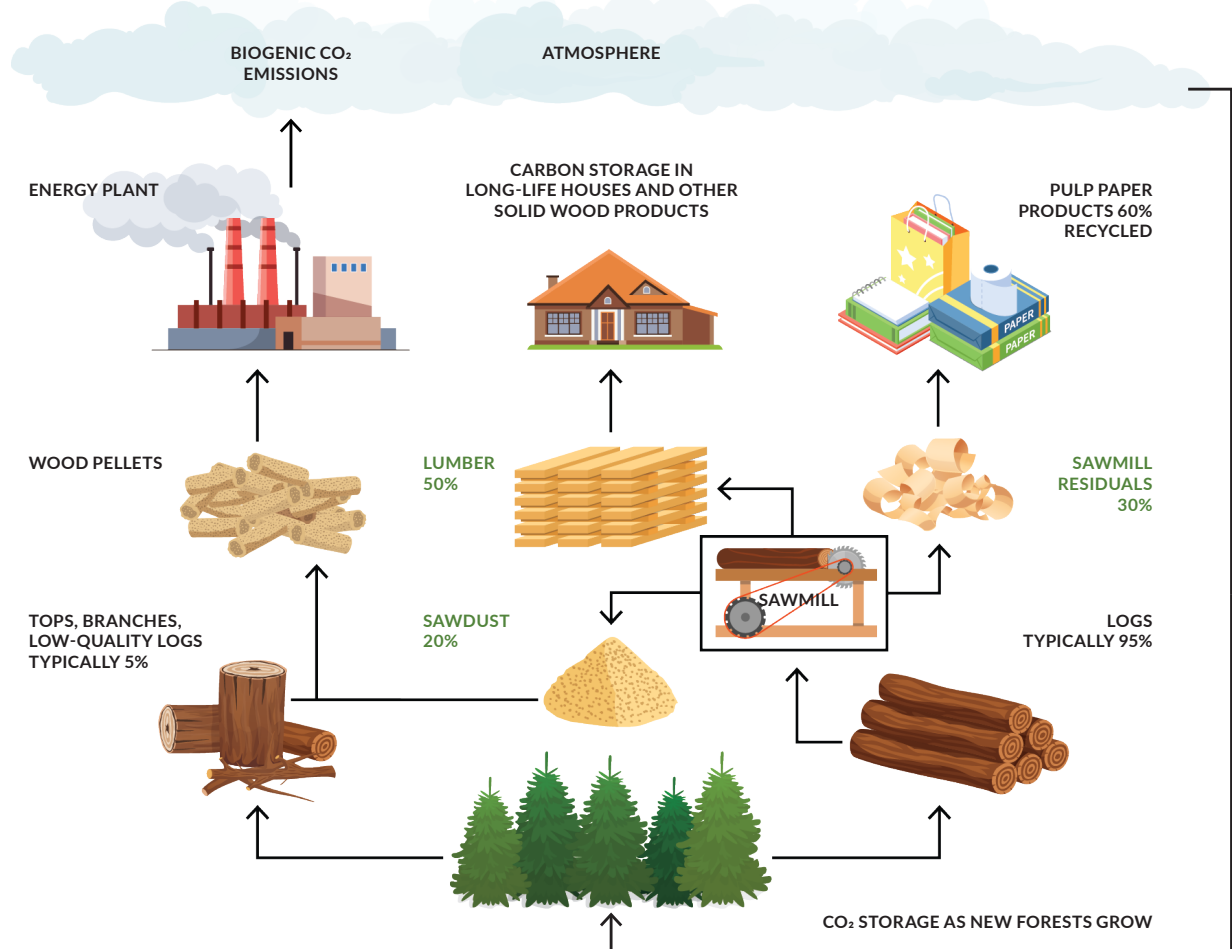 BIOGENIC CO₂
EMISSIONS
ATMOSPHERE
ENERGY PLANT
CARBON STORAGE IN
LONG-LIFE HOUSES AND OTHER
SOLID WOOD PRODUCTS
PULP PAPER
PRODUCTS 60%
RECYCLED
PAPER
PAPER
WOOD PELLETS
LUMBER
50%
SAWMILL
RESIDUALS
30%
SAWMILL
TOPS, BRANCHES,
LOW-QUALITY LOGS
TYPICALLY 5%
SAWDUST
20%
LOGS
TYPICALLY 95%
CO₂ STORAGE AS NEW FORESTS GROW